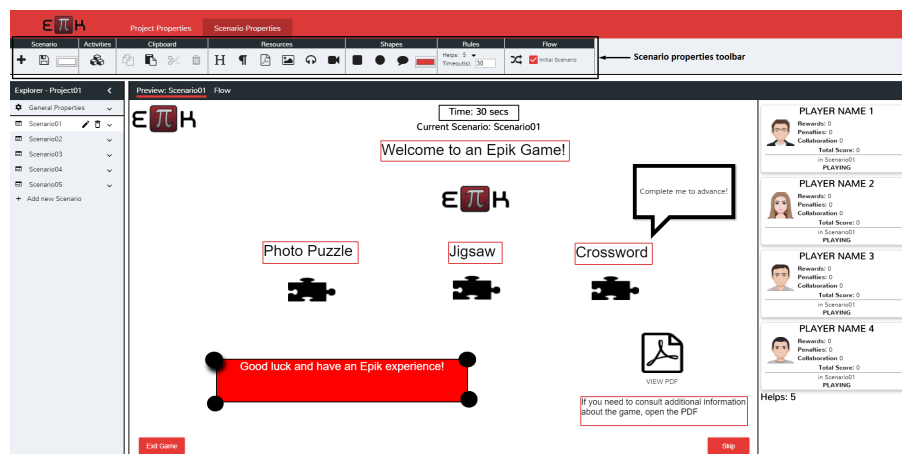 EπK
Project Properties
Scenario Properties
Scenario
Activities
Clipboard
Resources
Shapes
Rules
Flow
H
¶
Helps: 5
Timeout(s): 30
Initial Scenario
Scenario properties toolbar
Explorer - Project01
General Properties
Scenario01
Scenario02
Scenario03
Scenario04
Scenario05
+ Add new Scenario
Preview: Scenario01
Flow
EπK
Time: 30 secs
Current Scenario: Scenario01
Welcome to an Epik Game!
EπK
Complete me to advance!
Photo Puzzle
Jigsaw
Crossword
Good luck and have an Epik experience!
VIEW PDF
If you need to consult additional information
about the game, open the PDF
Exit Game
Skip
PLAYER NAME 1
Rewards: 0
Penalties: 0
Collaboration 0
Total Score: 0
in Scenario01
PLAYING
PLAYER NAME 2
Rewards: 0
Penalties: 0
Collaboration 0
Total Score: 0
in Scenario01
PLAYING
PLAYER NAME 3
Rewards: 0
Penalties: 0
Collaboration 0
Total Score: 0
in Scenario01
PLAYING
PLAYER NAME 4
Rewards: 0
Penalties: 0
Collaboration 0
Total Score: 0
in Scenario01
PLAYING
Helps: 5